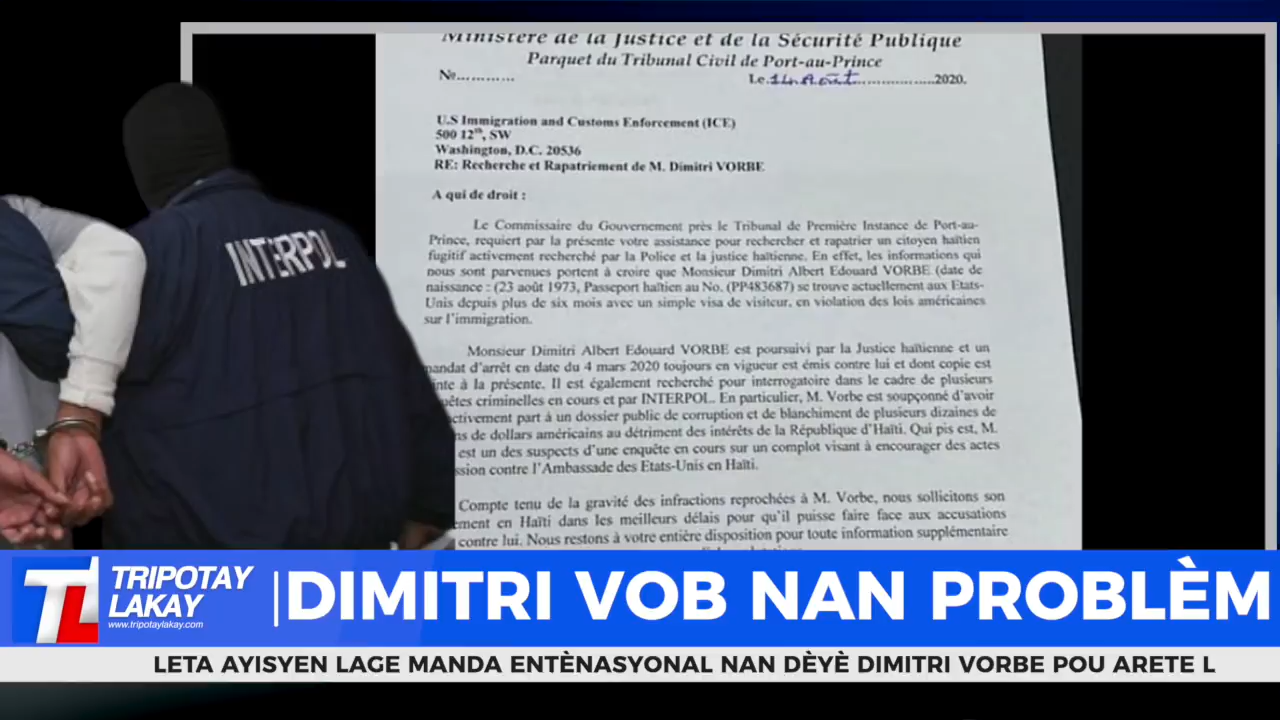 Ministère de la Justice et de la Sécurité Publique
Parquet du Tribunal Civil de Port-au-Prince
No............ Le 14 Août ..................2020.
U.S Immigration and Customs Enforcement (ICE)
500 12th, SW
Washington, D.C. 20536
RE: Recherche et Rapatriement de M. Dimitri VORBE
A qui de droit :
Le Commissaire du Gouvernement près le Tribunal de Première Instance de Port-au-
Prince, requiert par la présente votre assistance pour rechercher et rapatrier un citoyen haïtien
fugitif activement recherché par la Police et la justice haïtienne. En effet, les informations qui
nous sont parvenues portent à croire que Monsieur Dimitri Albert Edouard VORBE (date de
naissance : (23 août 1973, Passeport haïtien au No. (PP483687) se trouve actuellement aux Etats-
Unis depuis plus de six mois avec un simple visa de visiteur, en violation des lois américaines
sur l'immigration.
Monsieur Dimitri Albert Edouard VORBE est poursuivi par la Justice haïtienne et un
mandat d'arrêt en date du 4 mars 2020 toujours en vigueur est émis contre lui et dont copie est
inte à la présente. Il est également recherché pour interrogatoire dans le cadre de plusieurs
uêtes criminelles en cours et par INTERPOL. En particulier, M. Vorbe est soupçonné d'avoir
activement part à un dossier public de corruption et de blanchiment de plusieurs dizaines de
ns de dollars américains au détriment des intérêts de la République d'Haïti. Qui pis est, M.
est un des suspects d'une enquête en cours sur un complot visant à encourager des actes
ssion contre l'Ambassade des Etats-Unis en Haïti.
Compte tenu de la gravité des infractions reprochées à M. Vorbe, nous sollicitons son
ement en Haïti dans les meilleurs délais pour qu'il puisse faire face aux accusations
contre lui. Nous restons à votre entière disposition pour toute information supplémentaire
INTERPOL
TL TRIPOTAY
LAKAY
www.tripotaylakay.com
DIMITRI VOB NAN PROBLÈM
LETA AYISYEN LAGE MANDA ENTÈNASYONAL NAN DÈYÈ DIMITRI VORBE POU ARETE L